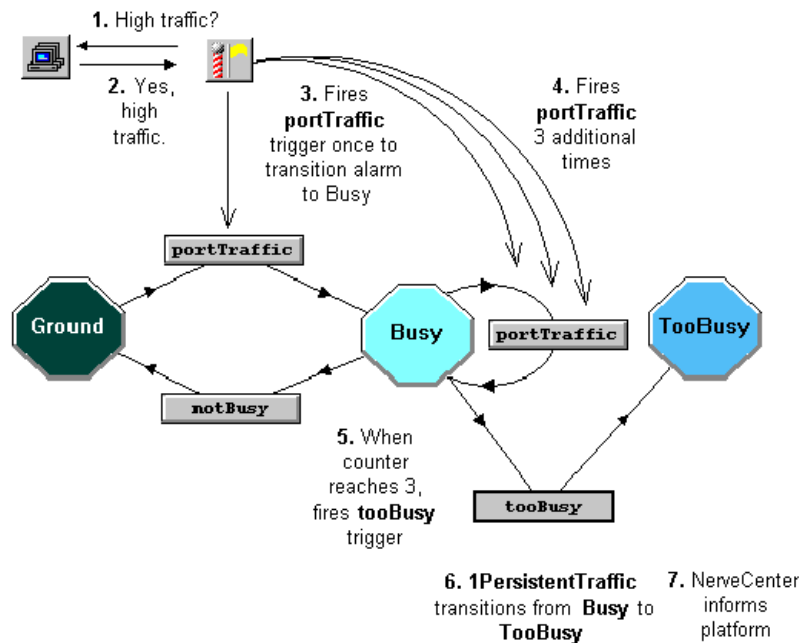 1. High traffic?
2. Yes,
high
traffic.
3. Fires
portTraffic
trigger once to
transition alarm
to Busy
4. Fires
portTraffic
3 additional
times
portTraffic
Ground
Busy
portTraffic
TooBusy
notBusy
5. When
counter
reaches 3,
fires tooBusy
trigger
tooBusy
6. 1PersistentTraffic
transitions from Busy to
TooBusy
7. NerveCenter
informs
platform